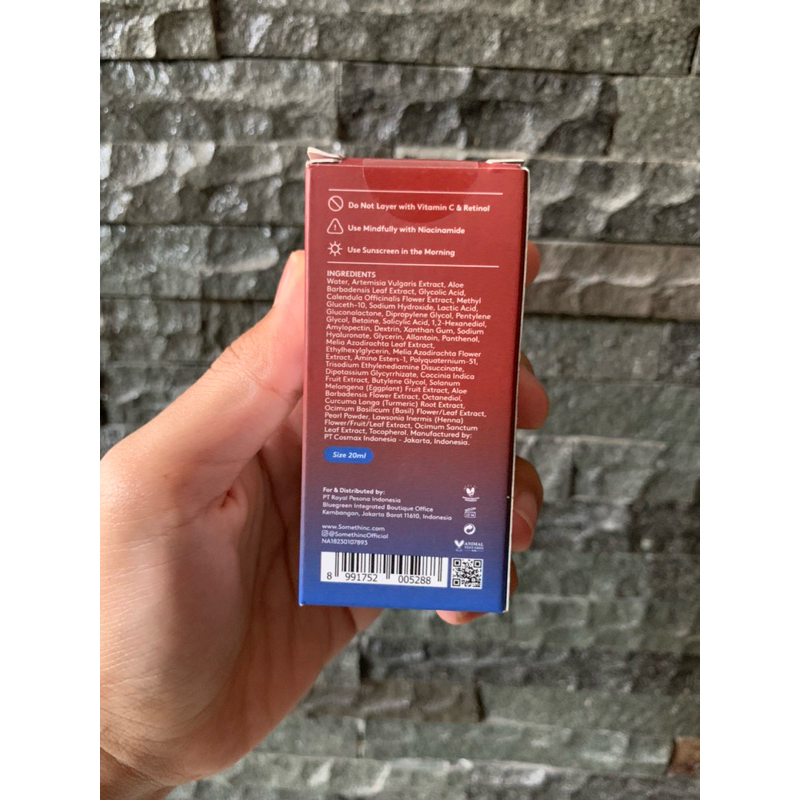 Do Not Layer with Vitamin C & Retinol
Use Mindfully with Niacinamide
Use Sunscreen in the Morning
INGREDIENTS
Water, Artemisia Vulgaris Extract, Aloe
Barbadensis Leaf Extract, Glycolic Acid,
Calendula Officinalis Flower Extract, Methyl
Gluceth-10, Sodium Hydroxide, Lactic Acid,
Gluconolactone, Dipropylene Glycol, Pentylene
Glycol, Betaine, Salicylic Acid, 1,2-Hexanediol,
Amylopectin, Dextrin, Xanthan Gum, Sodium
Hyaluronate, Glycerin, Allantoin, Panthenol,
Melia Azadirachta Leaf Extract,
Ethylhexylglycerin, Melia Azadirachta Flower
Extract, Amino Esters-1, Polyquaternium-51,
Trisodium Ethylenediamine Disuccinate,
Dipotassium Glycyrrhizate, Coccinia Indica
Fruit Extract, Butylene Glycol, Solanum
Melongena (Eggplant) Fruit Extract, Aloe
Barbadensis Flower Extract, Octanediol,
Curcuma Longa (Turmeric) Root Extract,
Ocimum Basilicum (Basil) Flower/Leaf Extract,
Pearl Powder, Lawsonia Inermis (Henna)
Flower/Fruit/Leaf Extract, Ocimum Sanctum
Leaf Extract, Tocopherol. Manufactured by:
PT Cosmax Indonesia - Jakarta, Indonesia.
Size 20ml
For & Distributed by:
PT Royal Pesona Indonesia
Bluegreen Integrated Boutique Office
Kembangan, Jakarta Barat 11610, Indonesia
www.Somethinc.com
@SomethincOfficial
NA18230107893
ANIMAL
8 991752 005288